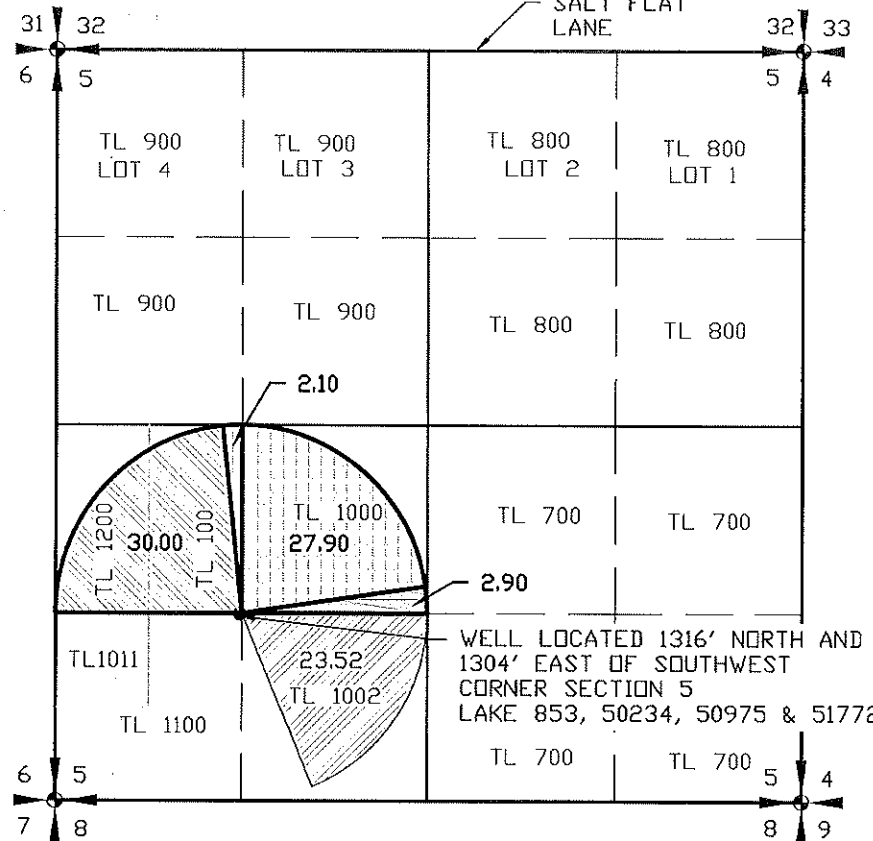 SALT FLAT
LANE
31 32
32 33
6 5
5 4
TL 900
LOT 4
TL 900
LOT 3
TL 800
LOT 2
TL 800
LOT 1
TL 900
TL 900
TL 800
TL 800
2.10
TL 1200
30.00
TL 100
TL 1000
27.90
TL 700
TL 700
2.90
TL1011
TL 1100
23.52
TL 1002
WELL LOCATED 1316' NORTH AND
1304' EAST OF SOUTHWEST
CORNER SECTION 5
LAKE 853, 50234, 50975 & 51772
TL 700
TL 700
6 5
5 4
7 8
8 9